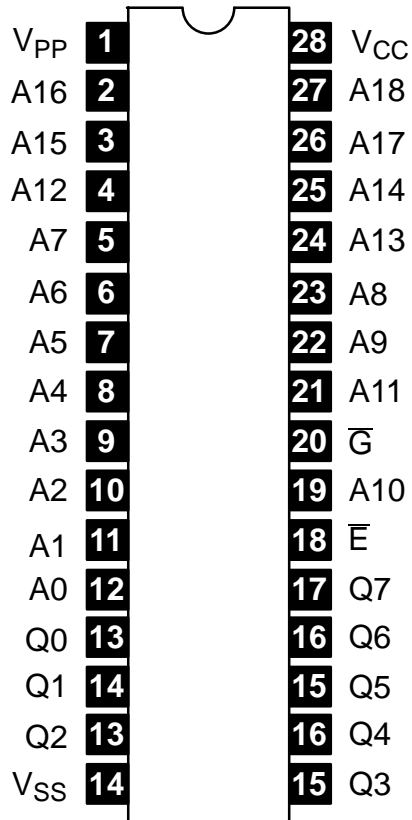 VPP 1 28 VCC
A16 2 27 A18
A15 3 26 A17
A12 4 25 A14
A7 5 24 A13
A6 6 23 A8
A5 7 22 A9
A4 8 21 A11
A3 9 20 G̅
A2 10 19 A10
A1 11 18 E̅
A0 12 17 Q7
Q0 13 16 Q6
Q1 14 15 Q5
Q2 13 16 Q4
VSS 14 15 Q3